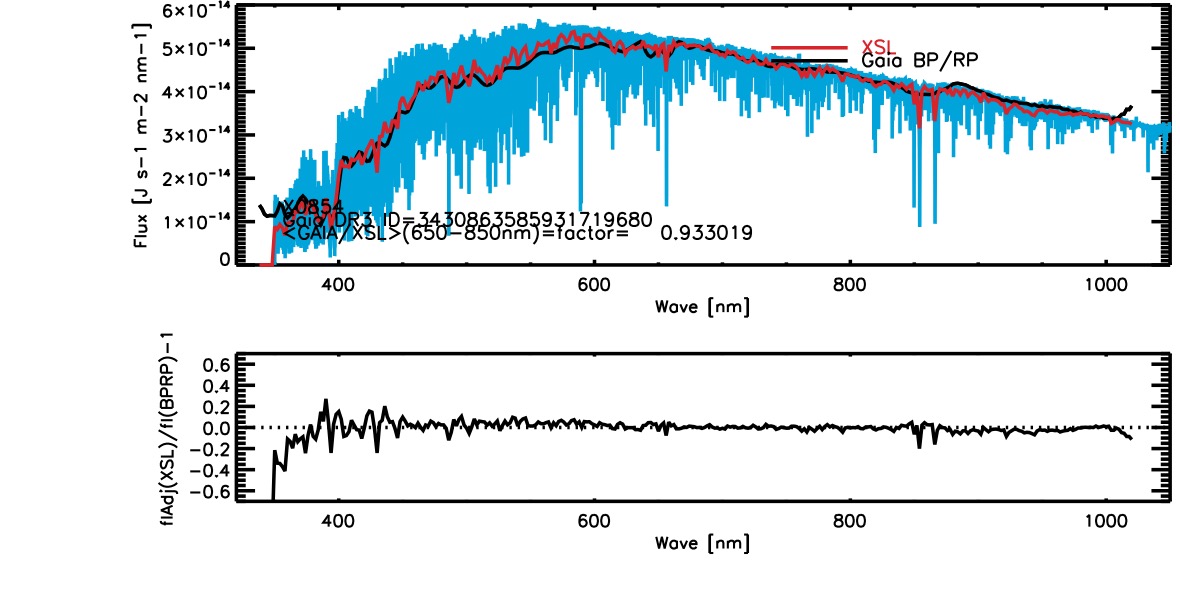 6×10−14
5×10−14
4×10−14
3×10−14
2×10−14
1×10−14
0
Flux [J s−1 m−2 nm−1]
XSL
Gaia BP/RP
X0854
Gaia DR3 ID=3430863585931719680
<GAIA/XSL>(650−850nm)=factor= 0.933019
400 600 800 1000
Wave [nm]
0.6
0.4
0.2
0.0
−0.2
−0.4
−0.6
flAdj(XSL)/fl(BPRP)−1
400 600 800 1000
Wave [nm]